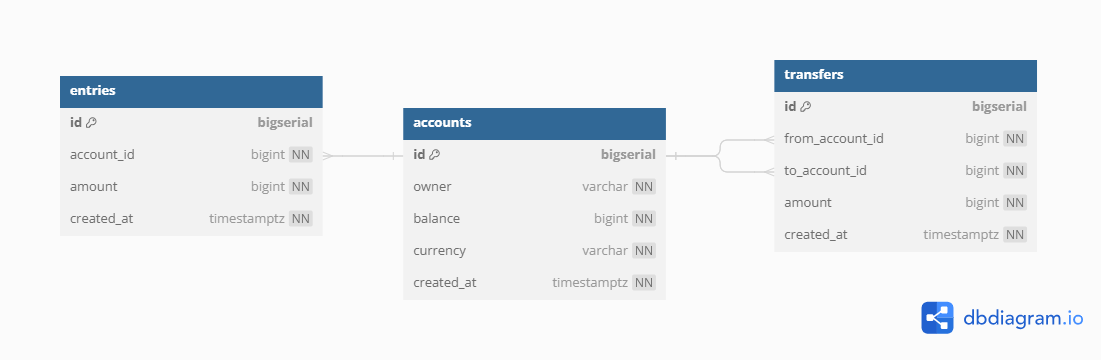 entries
id bigserial
account_id bigint NN
amount bigint NN
created_at timestamptz NN
accounts
id bigserial
owner varchar NN
balance bigint NN
currency varchar NN
created_at timestamptz NN
transfers
id bigserial
from_account_id bigint NN
to_account_id bigint NN
amount bigint NN
created_at timestamptz NN
dbdiagram.io